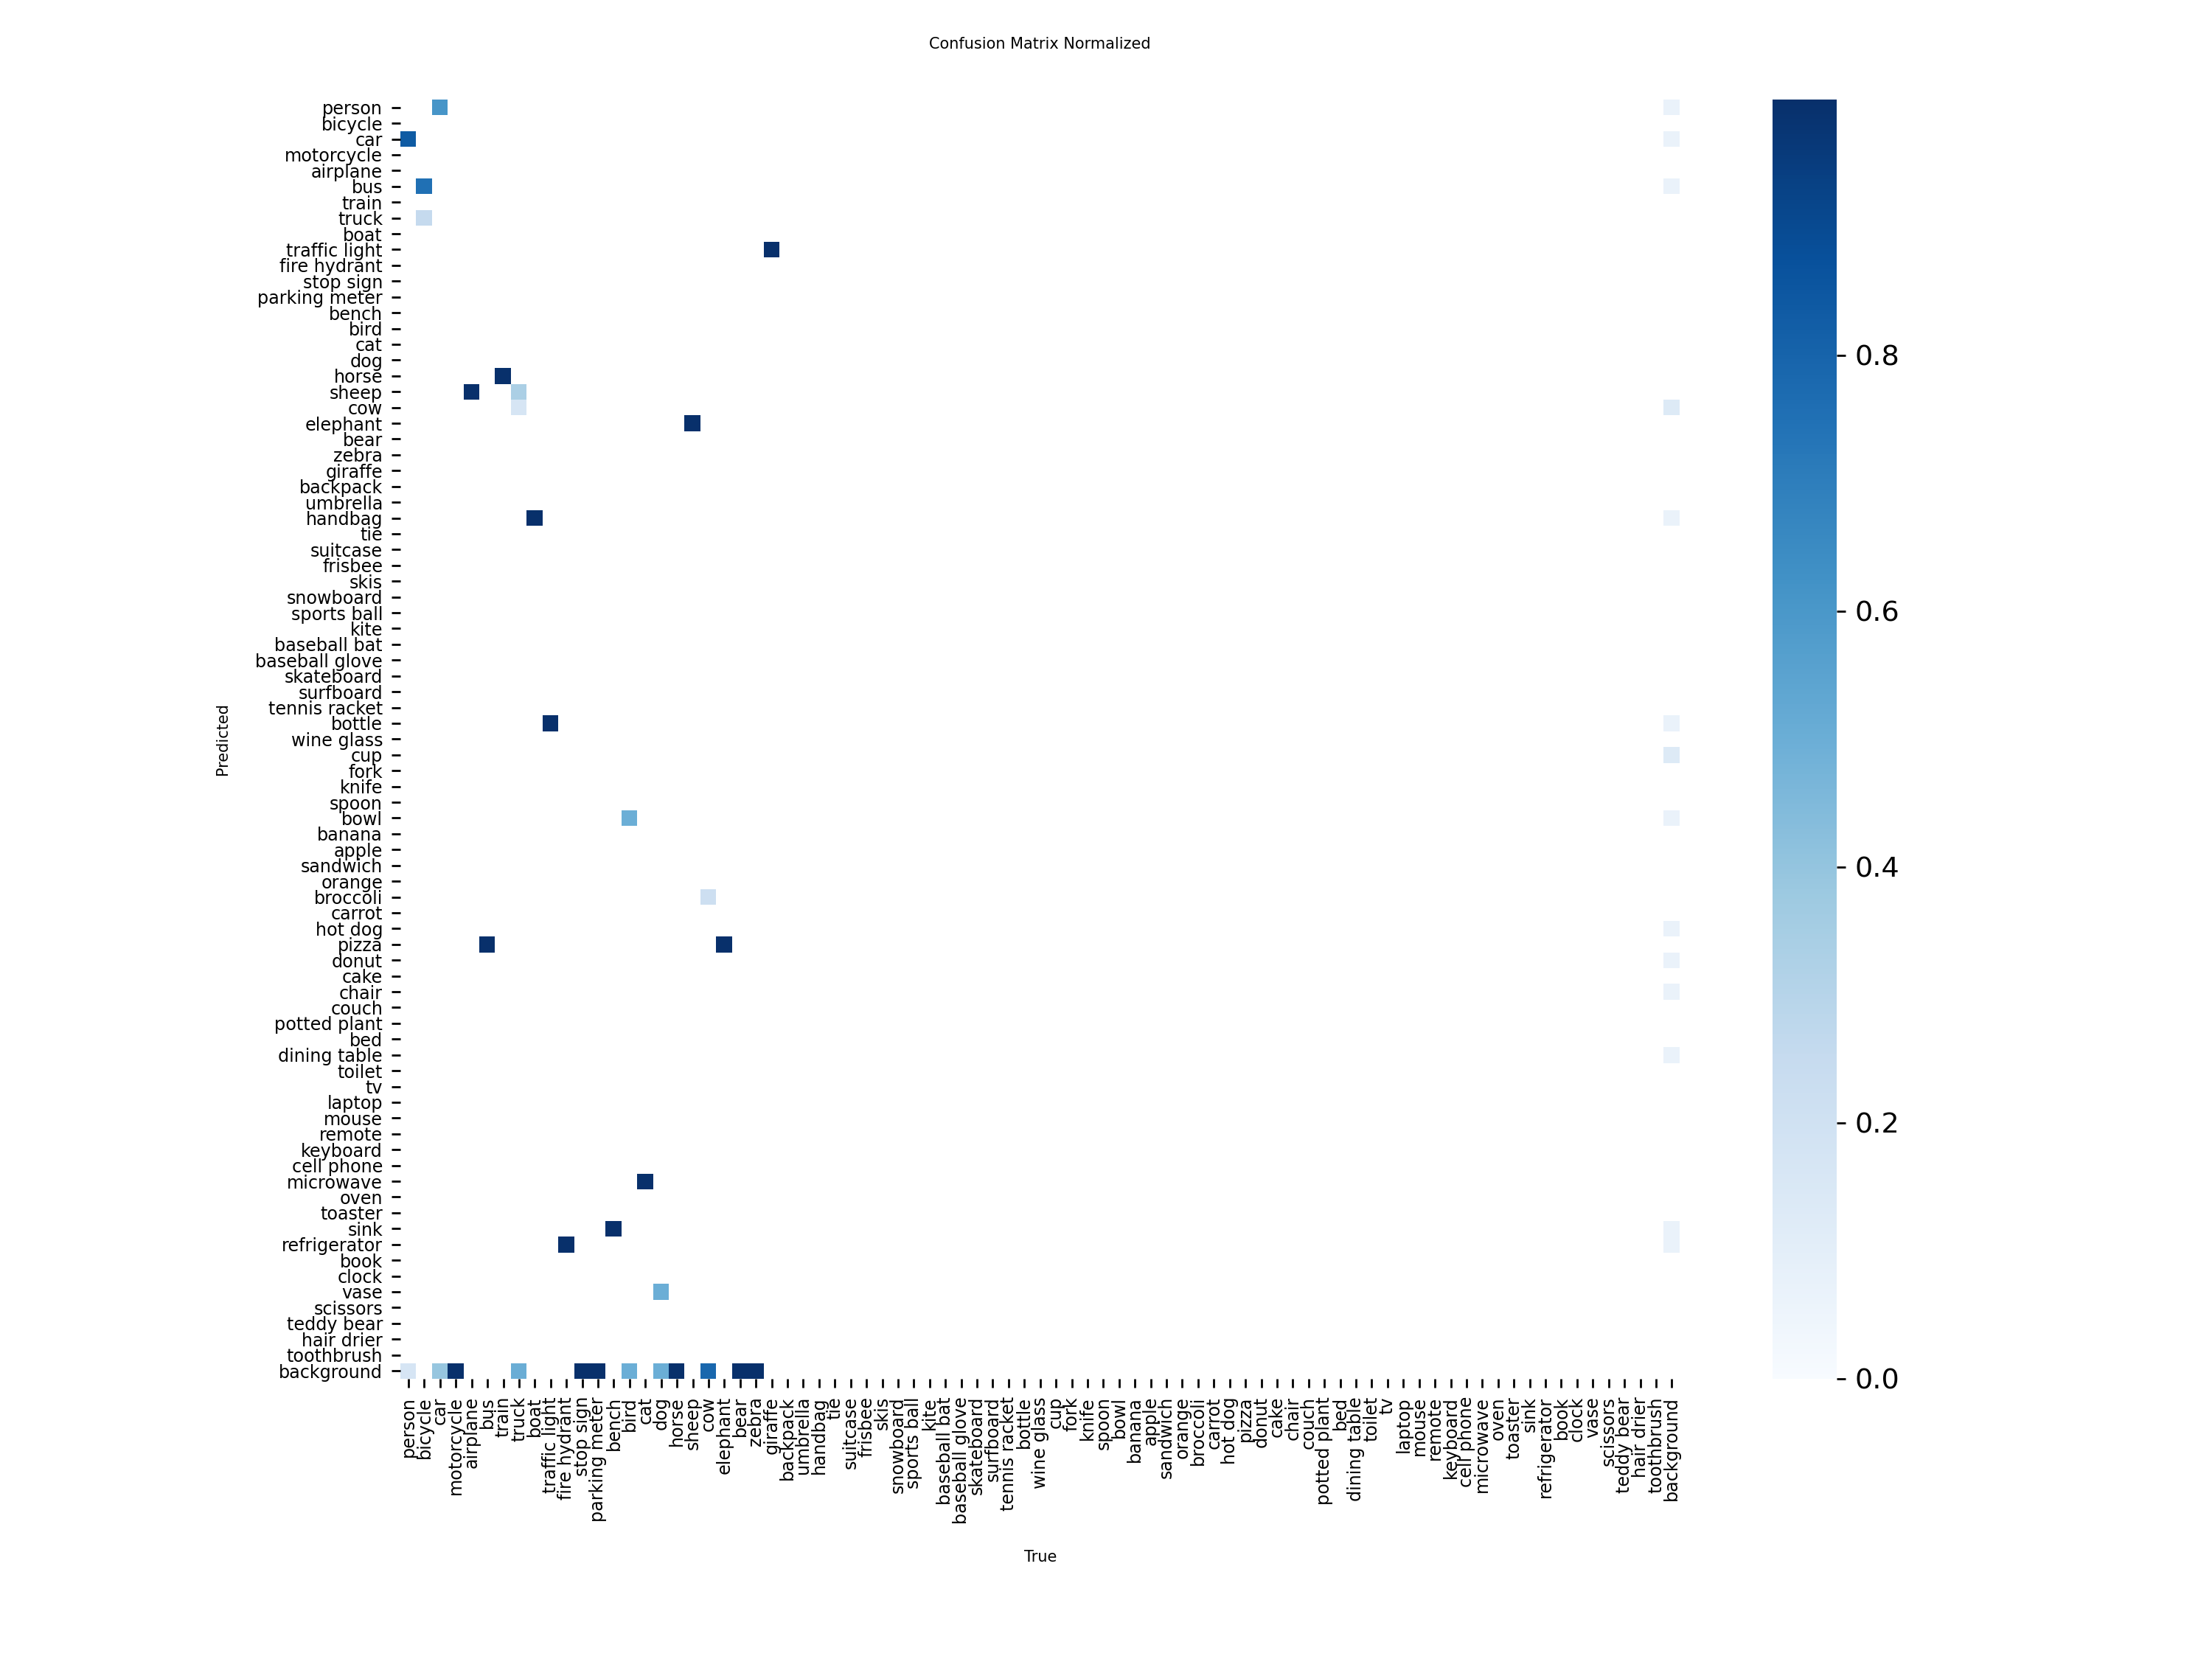 Confusion Matrix Normalized
person
bicycle
car
motorcycle
airplane
bus
train
truck
boat
traffic light
fire hydrant
stop sign
parking meter
bench
bird
cat
dog
horse
sheep
cow
elephant
bear
zebra
giraffe
backpack
umbrella
handbag
tie
suitcase
frisbee
skis
snowboard
sports ball
kite
baseball bat
baseball glove
skateboard
surfboard
tennis racket
bottle
wine glass
cup
fork
knife
spoon
bowl
banana
apple
sandwich
orange
broccoli
carrot
hot dog
pizza
donut
cake
chair
couch
potted plant
bed
dining table
toilet
tv
laptop
mouse
remote
keyboard
cell phone
microwave
oven
toaster
sink
refrigerator
book
clock
vase
scissors
teddy bear
hair drier
toothbrush
background
Predicted
person
bicycle
car
motorcycle
airplane
bus
train
truck
boat
traffic light
fire hydrant
stop sign
parking meter
bench
bird
cat
dog
horse
sheep
cow
elephant
bear
zebra
giraffe
backpack
umbrella
handbag
tie
suitcase
frisbee
skis
snowboard
sports ball
kite
baseball bat
baseball glove
skateboard
surfboard
tennis racket
bottle
wine glass
cup
fork
knife
spoon
bowl
banana
apple
sandwich
orange
broccoli
carrot
hot dog
pizza
donut
cake
chair
couch
potted plant
bed
dining table
toilet
tv
laptop
mouse
remote
keyboard
cell phone
microwave
oven
toaster
sink
refrigerator
book
clock
vase
scissors
teddy bear
hair drier
toothbrush
background
True
0.8
0.6
0.4
0.2
0.0